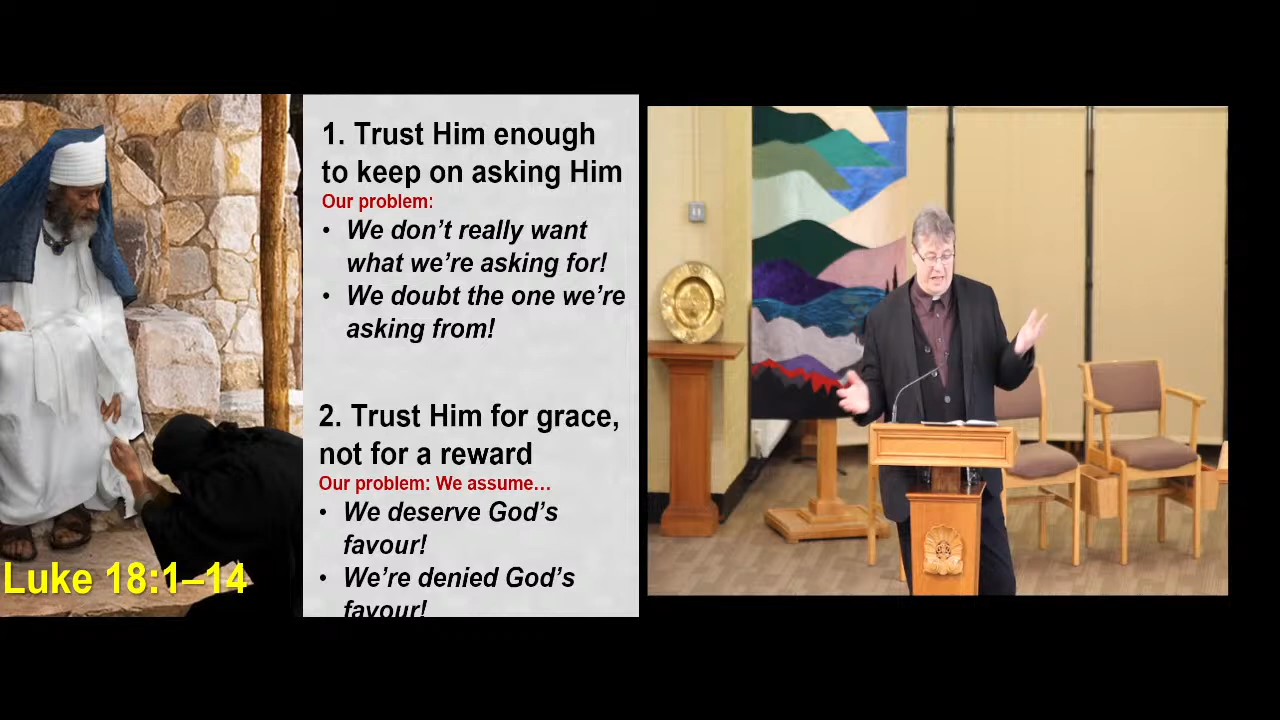 1. Trust Him enough
to keep on asking Him
Our problem:
• We don’t really want
what we’re asking for!
• We doubt the one we’re
asking from!
2. Trust Him for grace,
not for a reward
Our problem: We assume…
• We deserve God’s
favour!
• We’re denied God’s
favour!
Luke 18:1–14